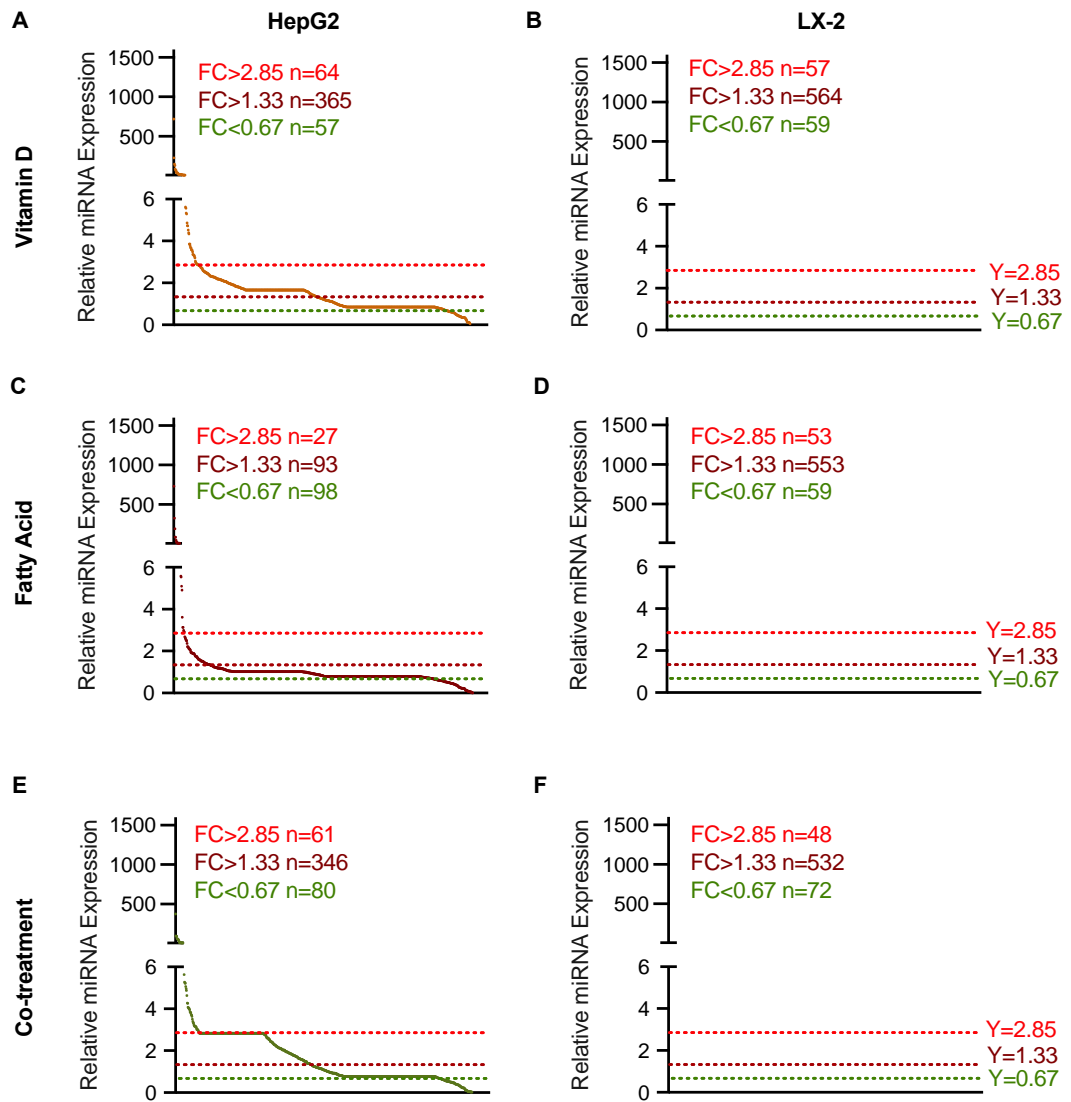 A
HepG2
B
LX-2
Vitamin D
Relative miRNA Expression
1500
1000
500
6
4
2
0
FC>2.85 n=64
FC>1.33 n=365
FC<0.67 n=57
Relative miRNA Expression
1500
1000
500
6
4
2
0
FC>2.85 n=57
FC>1.33 n=564
FC<0.67 n=59
Y=2.85
Y=1.33
Y=0.67
C
D
Fatty Acid
Relative miRNA Expression
1500
1000
500
6
4
2
0
FC>2.85 n=27
FC>1.33 n=93
FC<0.67 n=98
Relative miRNA Expression
1500
1000
500
6
4
2
0
FC>2.85 n=53
FC>1.33 n=553
FC<0.67 n=59
Y=2.85
Y=1.33
Y=0.67
E
F
Co-treatment
Relative miRNA Expression
1500
1000
500
6
4
2
0
FC>2.85 n=61
FC>1.33 n=346
FC<0.67 n=80
Relative miRNA Expression
1500
1000
500
6
4
2
0
FC>2.85 n=48
FC>1.33 n=532
FC<0.67 n=72
Y=2.85
Y=1.33
Y=0.67